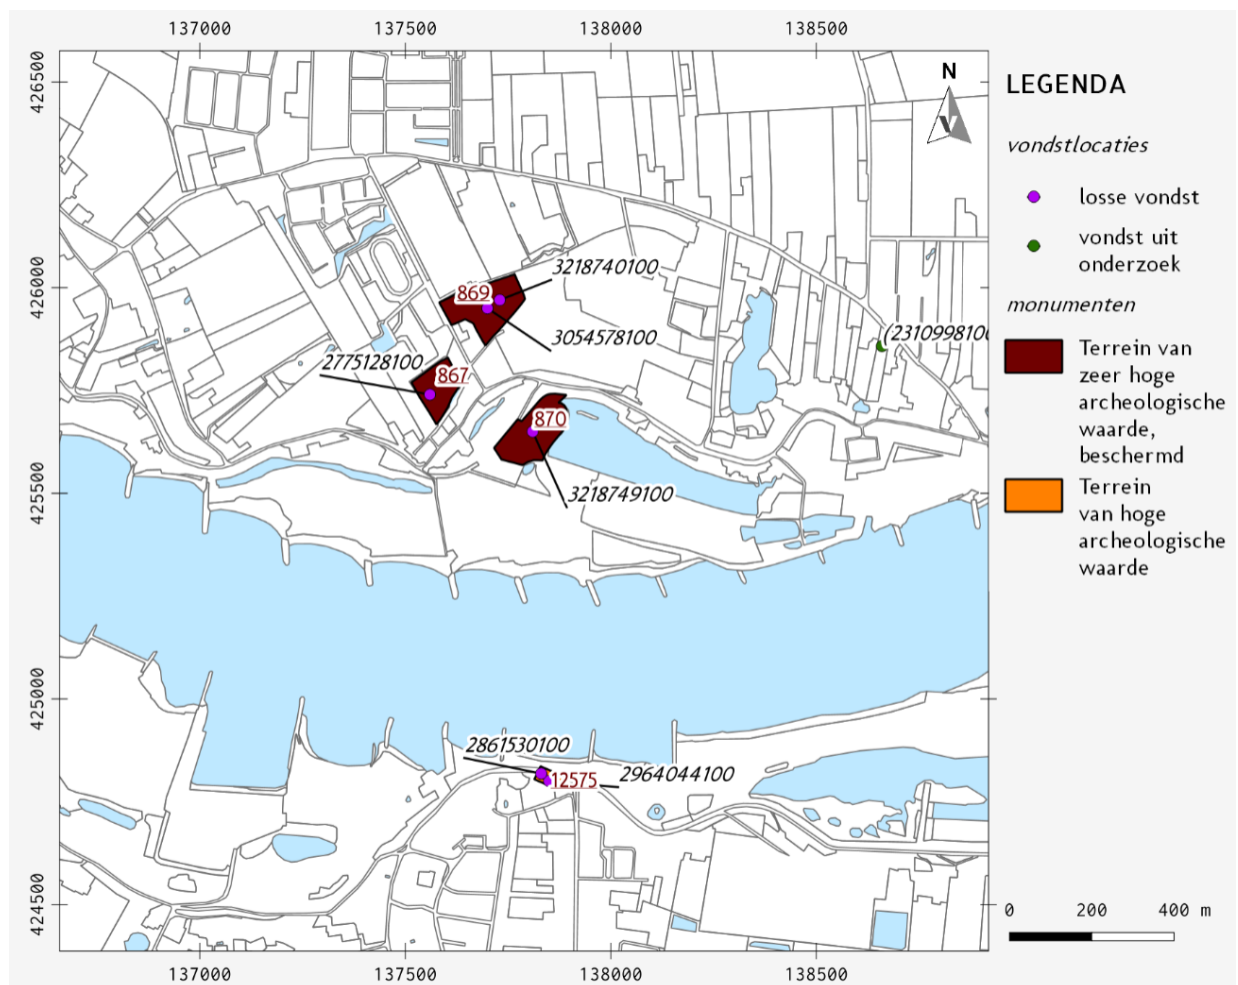 137000 137500 138000 138500
426500
426000
425500
425000
424500
N
3218740100
869
3054578100
2775128100
867
870
3218749100
(2310998100
2861530100
12575
2964044100
137000 137500 138000 138500
LEGENDA
vondstlocaties
losse vondst
vondst uit
onderzoek
monumenten
Terrein van
zeer hoge
archeologische
waarde,
beschermd
Terrein
van hoge
archeologische
waarde
0 200 400 m